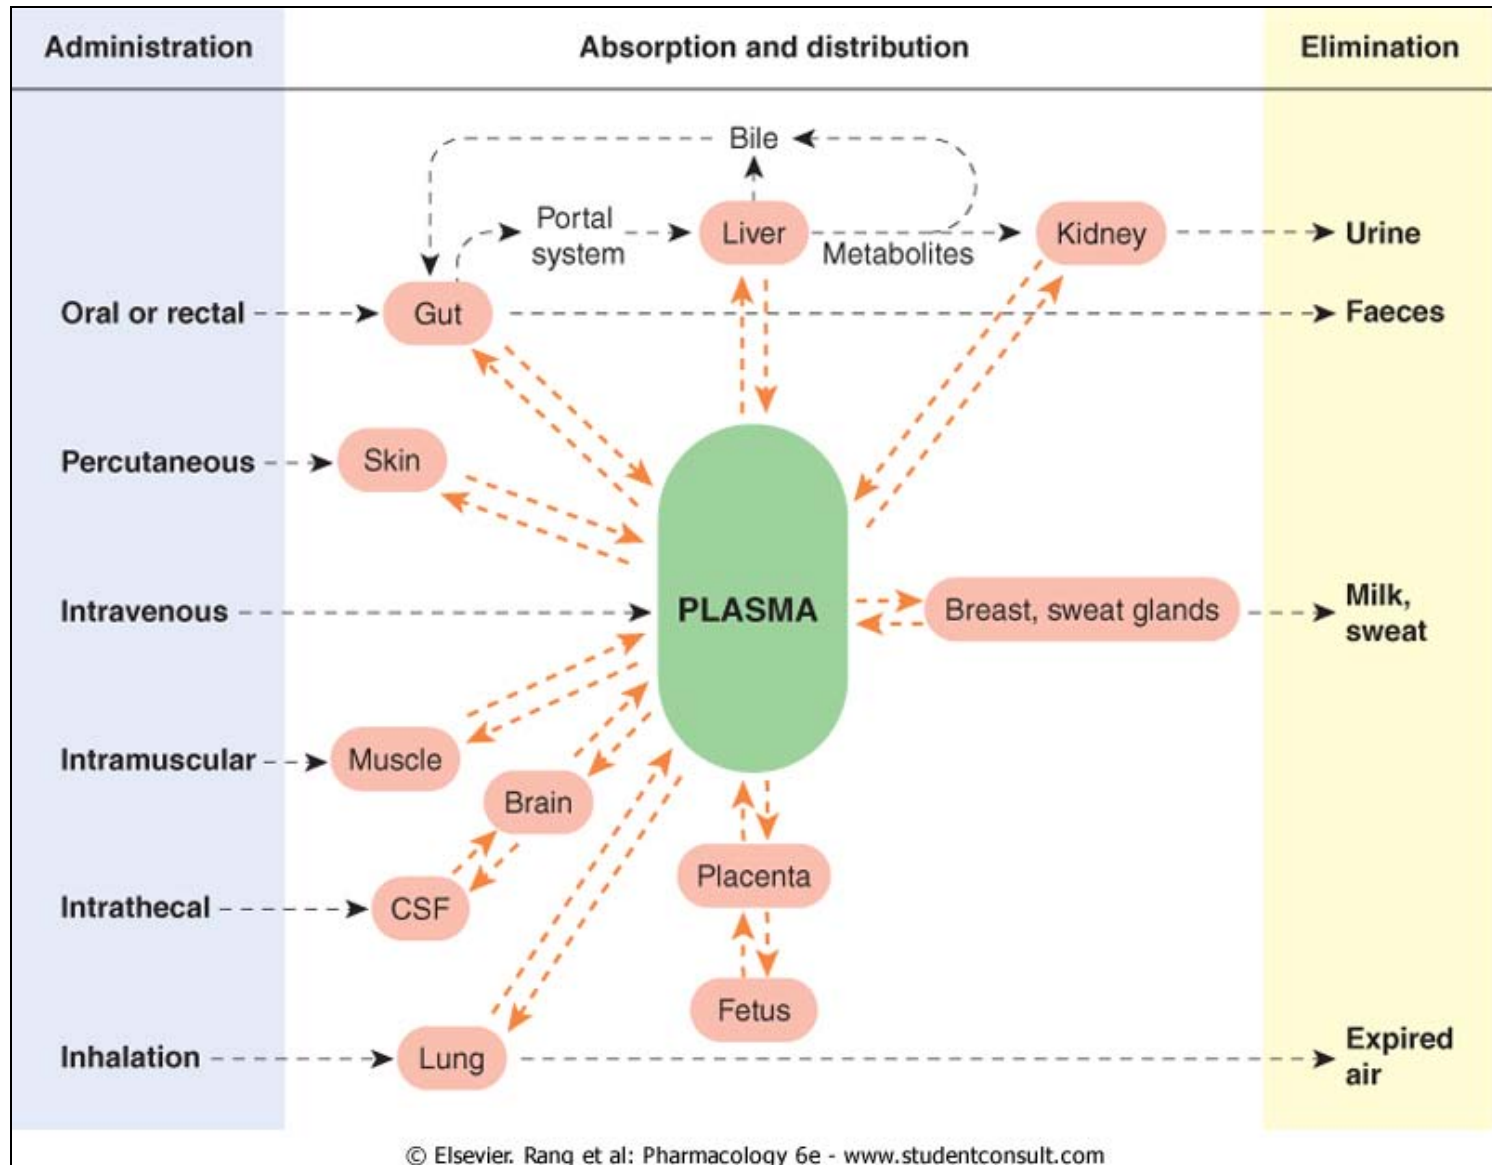 Administration
Absorption and distribution
Elimination
Bile
Portal
system
Liver
Metabolites
Kidney
Urine
Oral or rectal
Gut
Faeces
Percutaneous
Skin
Intravenous
PLASMA
Breast, sweat glands
Milk,
sweat
Intramuscular
Muscle
Brain
Placenta
Intrathecal
CSF
Fetus
Inhalation
Lung
Expired
air
© Elsevier. Rang et al: Pharmacology 6e - www.studentconsult.com